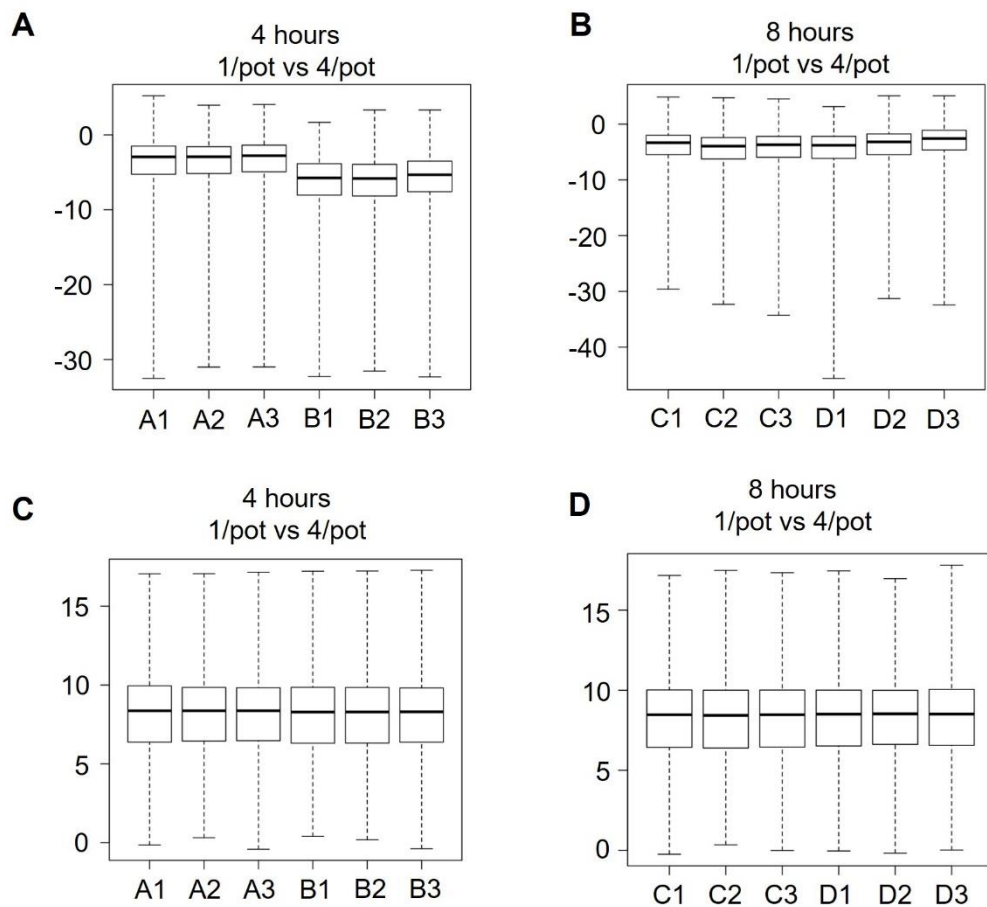 A
4 hours
1/pot vs 4/pot
0
-10
-20
-30
A1 A2 A3 B1 B2 B3
B
8 hours
1/pot vs 4/pot
0
-10
-20
-30
-40
C1 C2 C3 D1 D2 D3
C
4 hours
1/pot vs 4/pot
15
10
5
0
A1 A2 A3 B1 B2 B3
D
8 hours
1/pot vs 4/pot
15
10
5
0
C1 C2 C3 D1 D2 D3